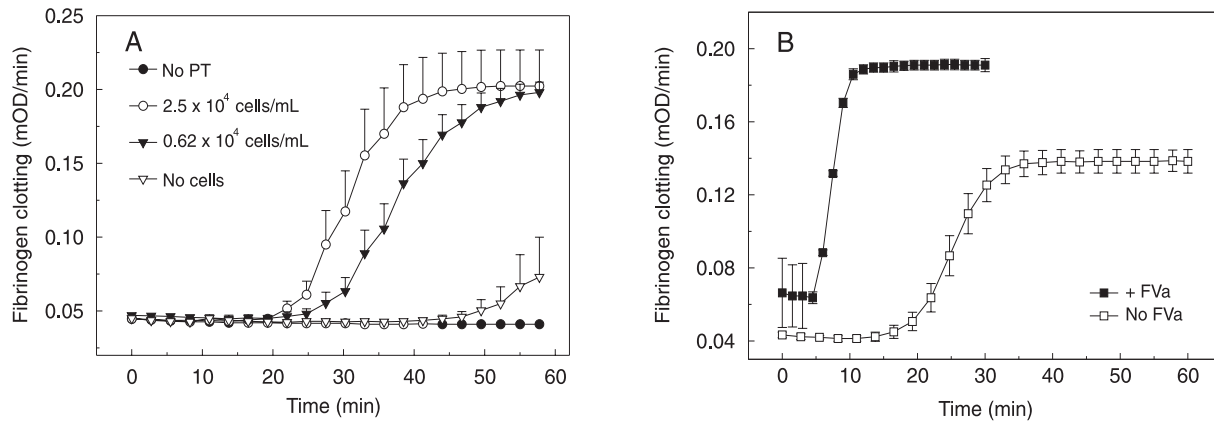 A
No PT
2.5 x 10⁴ cells/mL
0.62 x 10⁴ cells/mL
No cells
Fibrinogen clotting (mOD/min)
0.25
0.20
0.15
0.10
0.05
0 10 20 30 40 50 60
Time (min)
B
Fibrinogen clotting (mOD/min)
0.20
0.16
0.12
0.08
0.04
+ FVa
No FVa
0 10 20 30 40 50 60
Time (min)